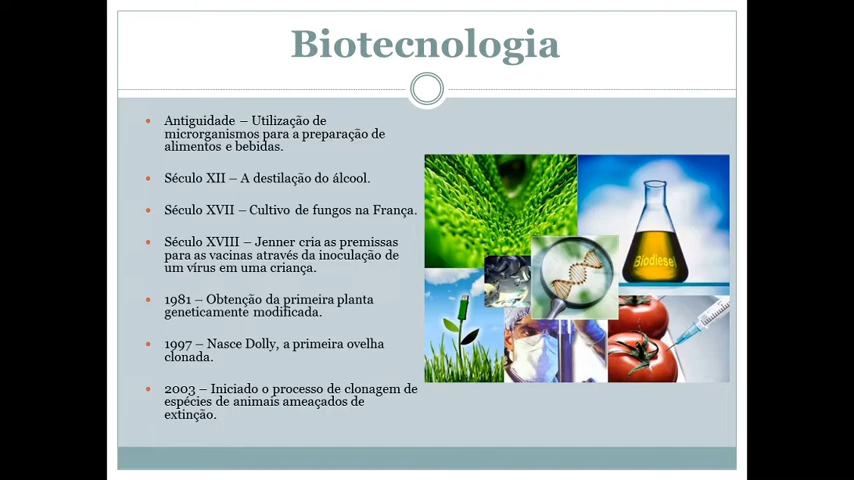 Biotecnologia
Antiguidade – Utilização de
microrganismos para a preparação de
alimentos e bebidas.
Século XII – A destilação do álcool.
Século XVII – Cultivo de fungos na França.
Século XVIII – Jenner cria as premissas
para as vacinas através da inoculação de
um vírus em uma criança.
1981 – Obtenção da primeira planta
geneticamente modificada.
1997 – Nasce Dolly, a primeira ovelha
clonada.
2003 – Iniciado o processo de clonagem de
espécies de animais ameaçados de
extinção.
Biodiesel